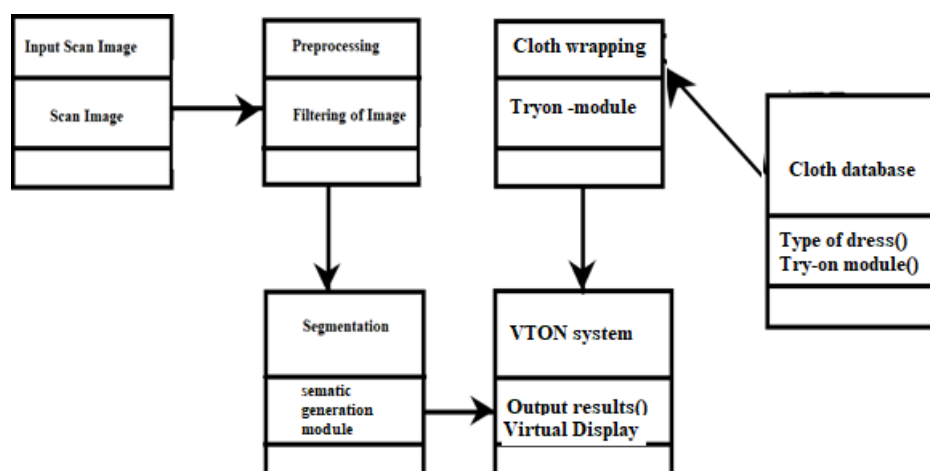 Input Scan Image
Scan Image
Preprocessing
Filtering of Image
Cloth wrapping
Tryon -module
Cloth database
Type of dress()
Try-on module()
Segmentation
sematic
generation
module
VTON system
Output results()
Virtual Display